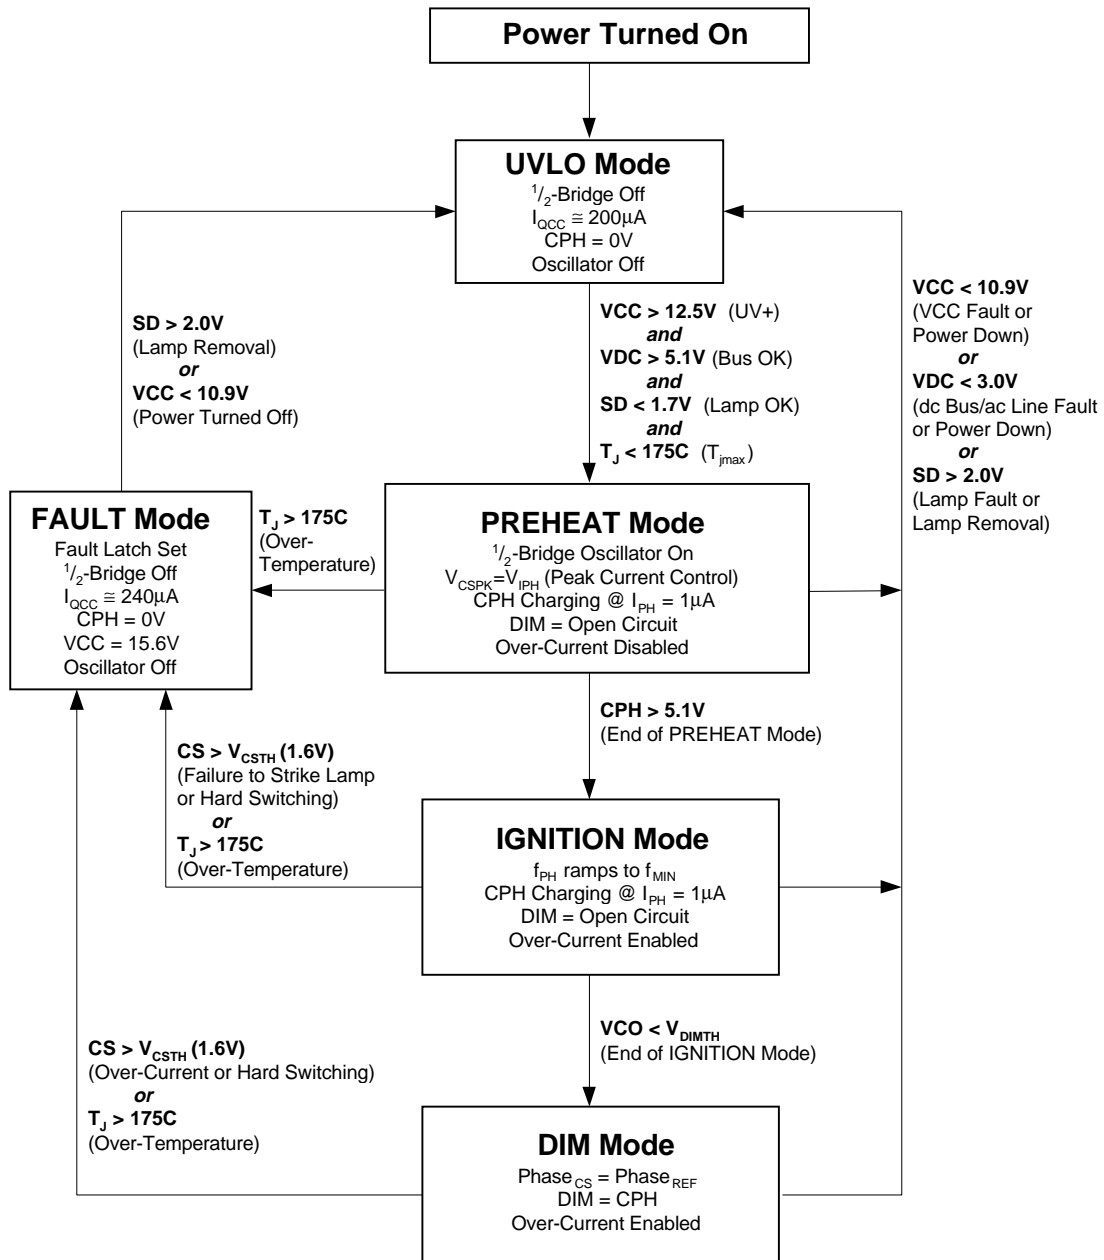 Power Turned On
UVLO Mode
1/2-Bridge Off
IQCC ≅ 200µA
CPH = 0V
Oscillator Off
SD > 2.0V
(Lamp Removal)
or
VCC < 10.9V
(Power Turned Off)
VCC > 12.5V (UV+)
and
VDC > 5.1V (Bus OK)
and
SD < 1.7V (Lamp OK)
and
TJ < 175C (Tjmax)
VCC < 10.9V
(VCC Fault or
Power Down)
or
VDC < 3.0V
(dc Bus/ac Line Fault
or Power Down)
or
SD > 2.0V
(Lamp Fault or
Lamp Removal)
FAULT Mode
Fault Latch Set
1/2-Bridge Off
IQCC ≅ 240µA
CPH = 0V
VCC = 15.6V
Oscillator Off
TJ > 175C
(Over-
Temperature)
PREHEAT Mode
1/2-Bridge Oscillator On
VCSPK=VIPH (Peak Current Control)
CPH Charging @ IPH = 1µA
DIM = Open Circuit
Over-Current Disabled
CPH > 5.1V
(End of PREHEAT Mode)
CS > VCSTH (1.6V)
(Failure to Strike Lamp
or Hard Switching)
or
TJ > 175C
(Over-Temperature)
IGNITION Mode
fPH ramps to fMIN
CPH Charging @ IPH = 1µA
DIM = Open Circuit
Over-Current Enabled
VCO < VDIMTH
(End of IGNITION Mode)
CS > VCSTH (1.6V)
(Over-Current or Hard Switching)
or
TJ > 175C
(Over-Temperature)
DIM Mode
PhaseCS = PhaseREF
DIM = CPH
Over-Current Enabled